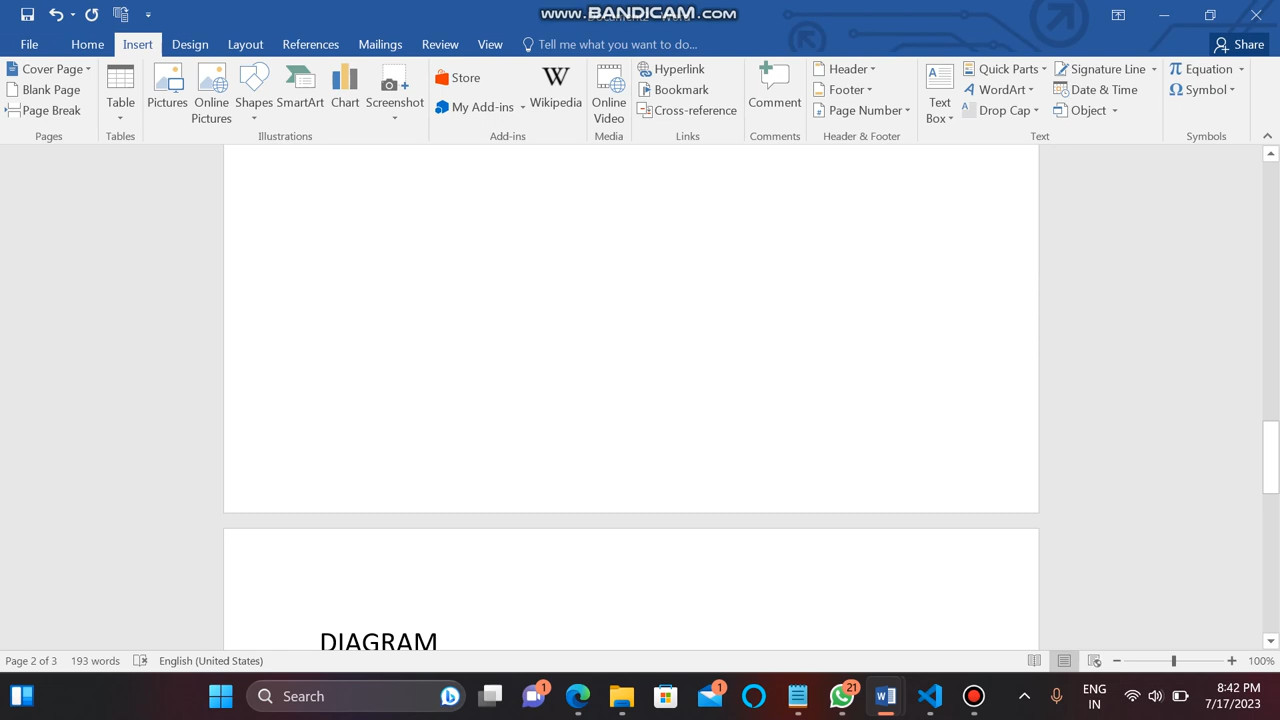 www.BANDICAM.com
File Home Insert Design Layout References Mailings Review View Tell me what you want to do... Share
Cover Page
Blank Page
Page Break
Pages
Table
Tables
Pictures
Online Pictures
Shapes
SmartArt
Chart
Screenshot
Illustrations
Store
My Add-ins
Wikipedia
Add-ins
Online Video
Media
Hyperlink
Bookmark
Cross-reference
Links
Comment
Comments
Header
Footer
Page Number
Header & Footer
Text Box
Quick Parts
WordArt
Drop Cap
Signature Line
Date & Time
Object
Text
Equation
Symbol
Symbols
DIAGRAM
Page 2 of 3 193 words English (United States) 100%
Search
1
1
21
ENG
IN
8:42 PM
7/17/2023